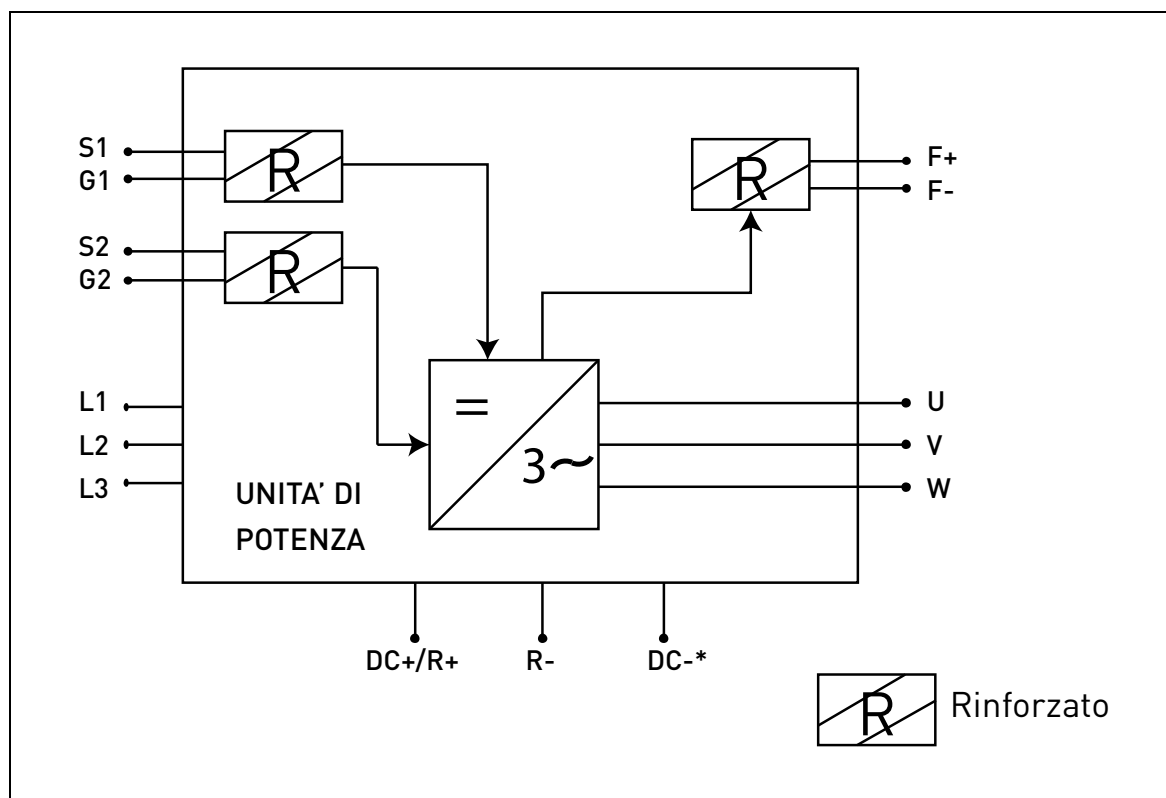 S1
G1
R
S2
G2
R
R
F+
F-
L1
L2
L3
=
3~
U
V
W
UNITA' DI
POTENZA
DC+/R+
R-
DC-*
R
Rinforzato